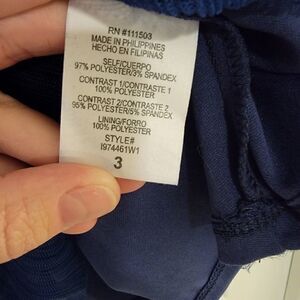 RN #111503
MADE IN PHILIPPINES
HECHO EN FILIPINAS
SELF/CUERPO
97% POLYESTER/3% SPANDEX
CONTRAST 1/CONTRASTE 1
100% POLYESTER
CONTRAST 2/CONTRASTE 2
95% POLYESTER/5% SPANDEX
LINING/FORRO
100% POLYESTER
STYLE#
I974461W1
3